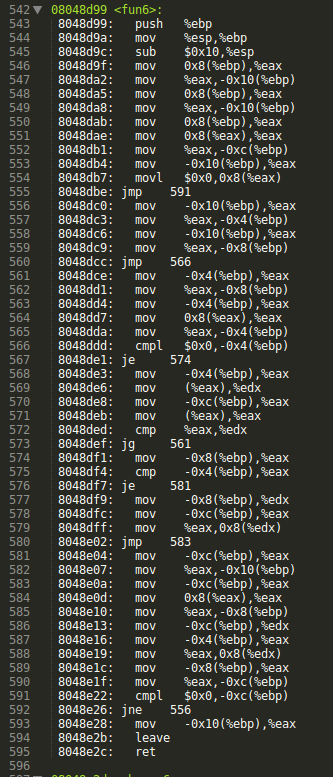 542 08048d99 <fun6>:
543 8048d99: push %ebp
544 8048d9a: mov %esp,%ebp
545 8048d9c: sub $0x10,%esp
546 8048d9f: mov 0x8(%ebp),%eax
547 8048da2: mov %eax,-0x10(%ebp)
548 8048da5: mov 0x8(%ebp),%eax
549 8048da8: mov %eax,-0x10(%ebp)
550 8048dab: mov 0x8(%ebp),%eax
551 8048dae: mov 0x8(%eax),%eax
552 8048db1: mov %eax,-0xc(%ebp)
553 8048db4: mov -0x10(%ebp),%eax
554 8048db7: movl $0x0,0x8(%eax)
555 8048dbe: jmp 591
556 8048dc0: mov -0x10(%ebp),%eax
557 8048dc3: mov %eax,-0x4(%ebp)
558 8048dc6: mov -0x10(%ebp),%eax
559 8048dc9: mov %eax,-0x8(%ebp)
560 8048dcc: jmp 566
561 8048dce: mov -0x4(%ebp),%eax
562 8048dd1: mov %eax,-0x8(%ebp)
563 8048dd4: mov -0x4(%ebp),%eax
564 8048dd7: mov 0x8(%eax),%eax
565 8048dda: mov %eax,-0x4(%ebp)
566 8048ddd: cmpl $0x0,-0x4(%ebp)
567 8048de1: je 574
568 8048de3: mov -0x4(%ebp),%eax
569 8048de6: mov (%eax),%edx
570 8048de8: mov -0xc(%ebp),%eax
571 8048deb: mov (%eax),%eax
572 8048ded: cmp %eax,%edx
573 8048def: jg 561
574 8048df1: mov -0x8(%ebp),%eax
575 8048df4: cmp -0x4(%ebp),%eax
576 8048df7: je 581
577 8048df9: mov -0x8(%ebp),%edx
578 8048dfc: mov -0xc(%ebp),%eax
579 8048dff: mov %eax,0x8(%edx)
580 8048e02: jmp 583
581 8048e04: mov -0xc(%ebp),%eax
582 8048e07: mov %eax,-0x10(%ebp)
583 8048e0a: mov -0xc(%ebp),%eax
584 8048e0d: mov 0x8(%eax),%eax
585 8048e10: mov %eax,-0x8(%ebp)
586 8048e13: mov -0xc(%ebp),%edx
587 8048e16: mov -0x4(%ebp),%eax
588 8048e19: mov %eax,0x8(%edx)
589 8048e1c: mov -0x8(%ebp),%eax
590 8048e1f: mov %eax,-0xc(%ebp)
591 8048e22: cmpl $0x0,-0xc(%ebp)
592 8048e26: jne 556
593 8048e28: mov -0x10(%ebp),%eax
594 8048e2b: leave
595 8048e2c: ret
596